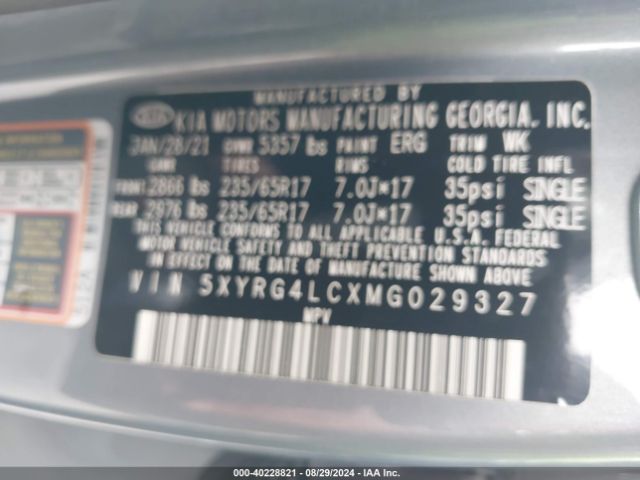 MANUFACTURED BY
KIA KIA MOTORS MANUFACTURING GEORGIA, INC.
JAN/28/21 GVWR 5357 lbs PAINT ERG TRIM WK
GAWR TIRES RIMS COLD TIRE INFL
FRONT 2866 lbs 235/65R17 7.0J×17 35psi SINGLE
REAR 2976 lbs 235/65R17 7.0J×17 35psi SINGLE
THIS VEHICLE CONFORMS TO ALL APPLICABLE U.S.A. FEDERAL
MOTOR VEHICLE SAFETY AND THEFT PREVENTION STANDARDS
IN EFFECT ON THE DATE OF MANUFACTURE SHOWN ABOVE.
VIN 5XYRG4LCXMG029327
MPV
000-40228821 - 08/29/2024 - IAA Inc.